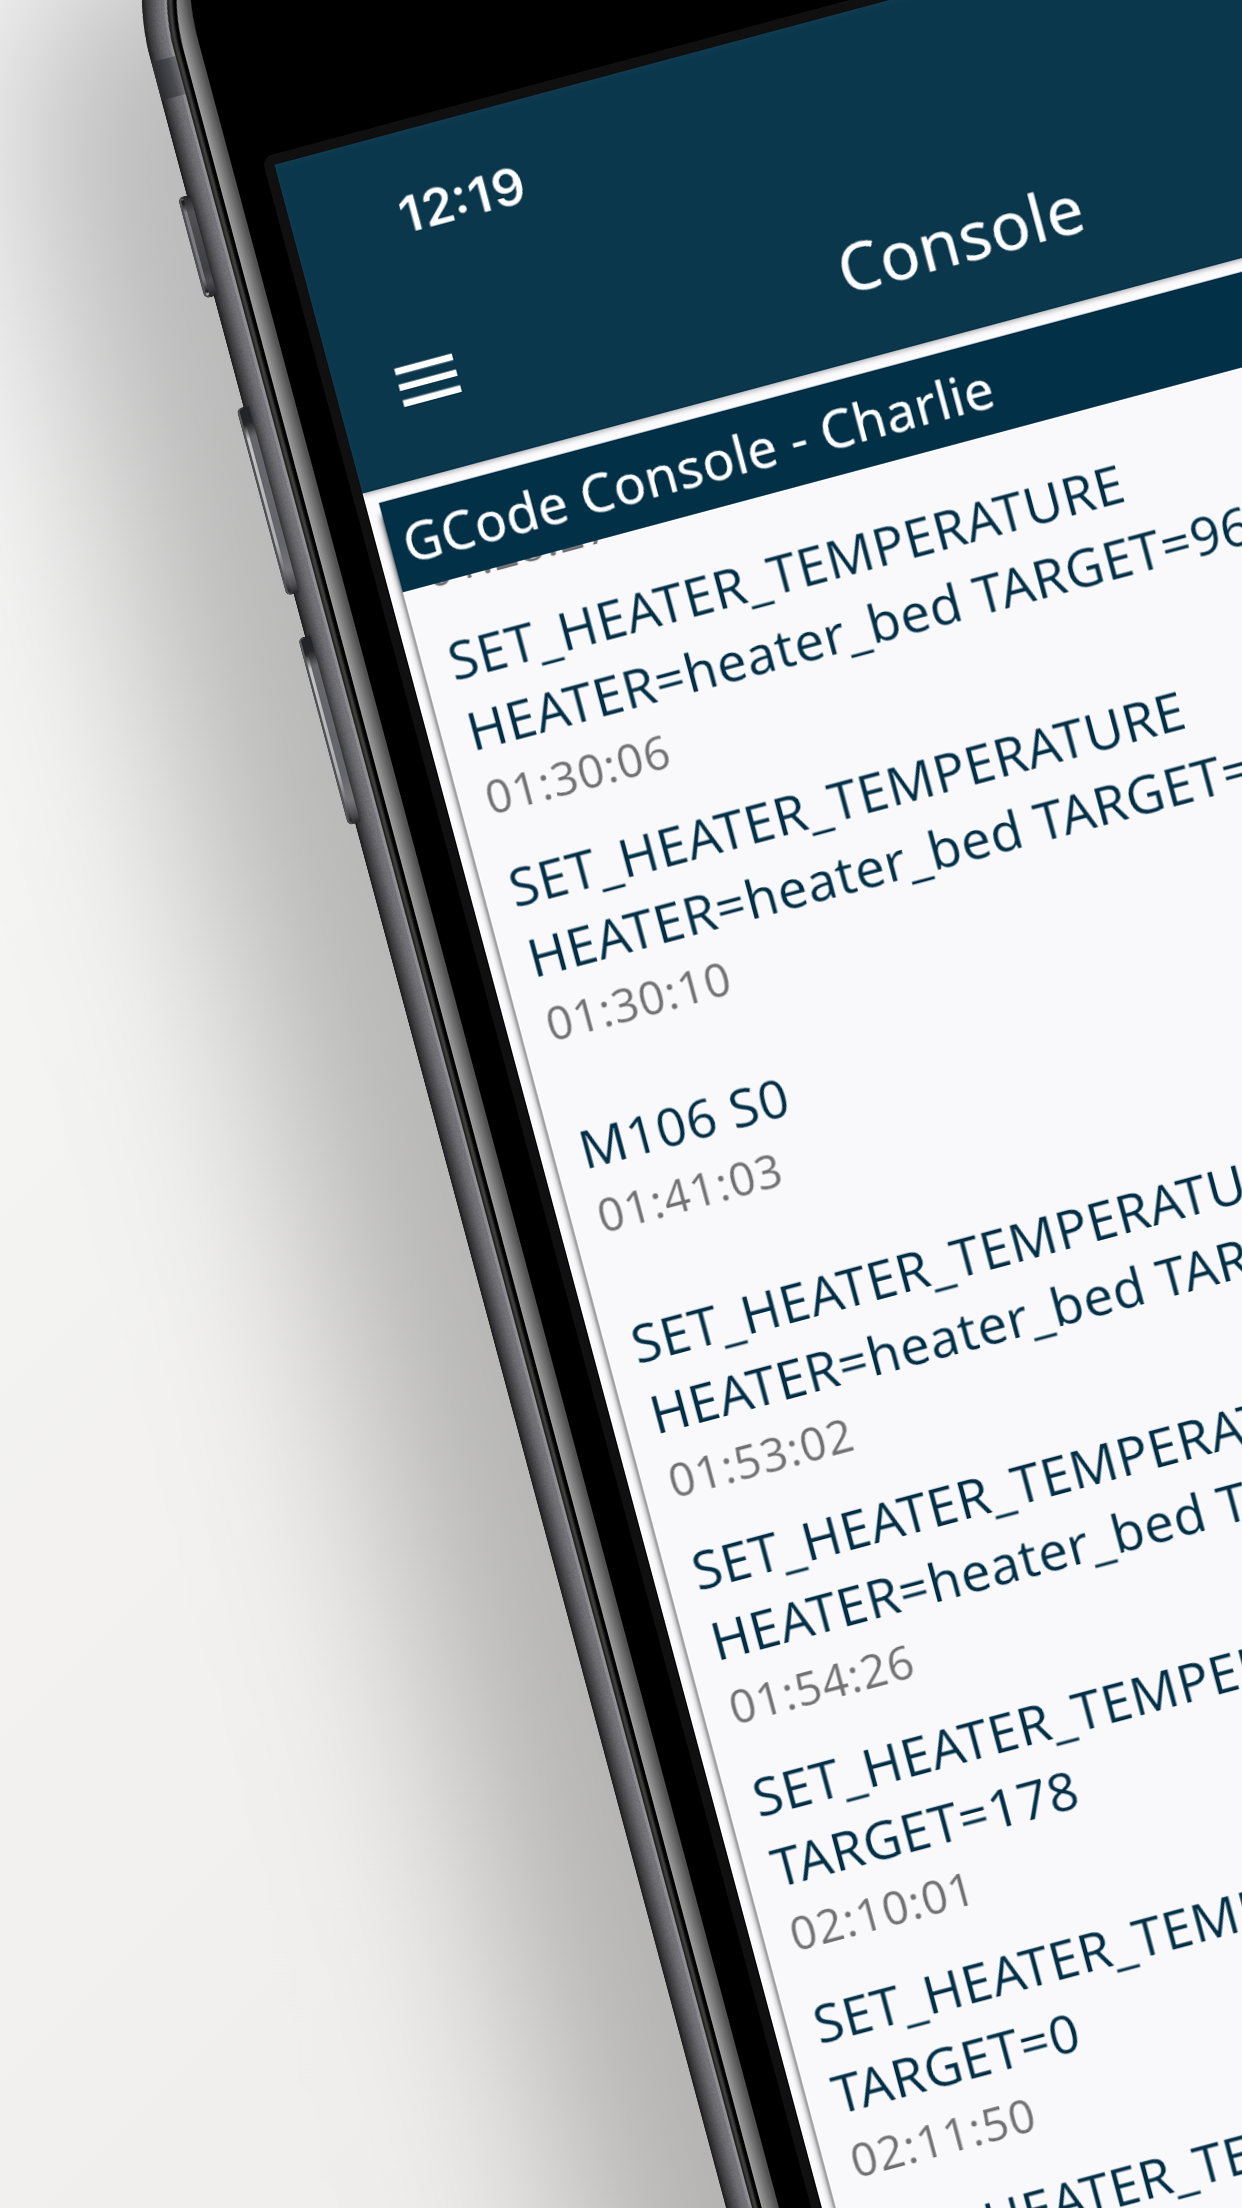 12:19
Console
GCode Console - Charlie
SET_HEATER_TEMPERATURE
HEATER=heater_bed TARGET=96
01:30:06
SET_HEATER_TEMPERATURE
HEATER=heater_bed TARGET=
01:30:10
M106 S0
01:41:03
SET_HEATER_TEMPERATU
HEATER=heater_bed TAR
01:53:02
SET_HEATER_TEMPERA
HEATER=heater_bed T
01:54:26
SET_HEATER_TEMPE
TARGET=178
02:10:01
SET_HEATER_TEM
TARGET=0
02:11:50
HEATER_TE